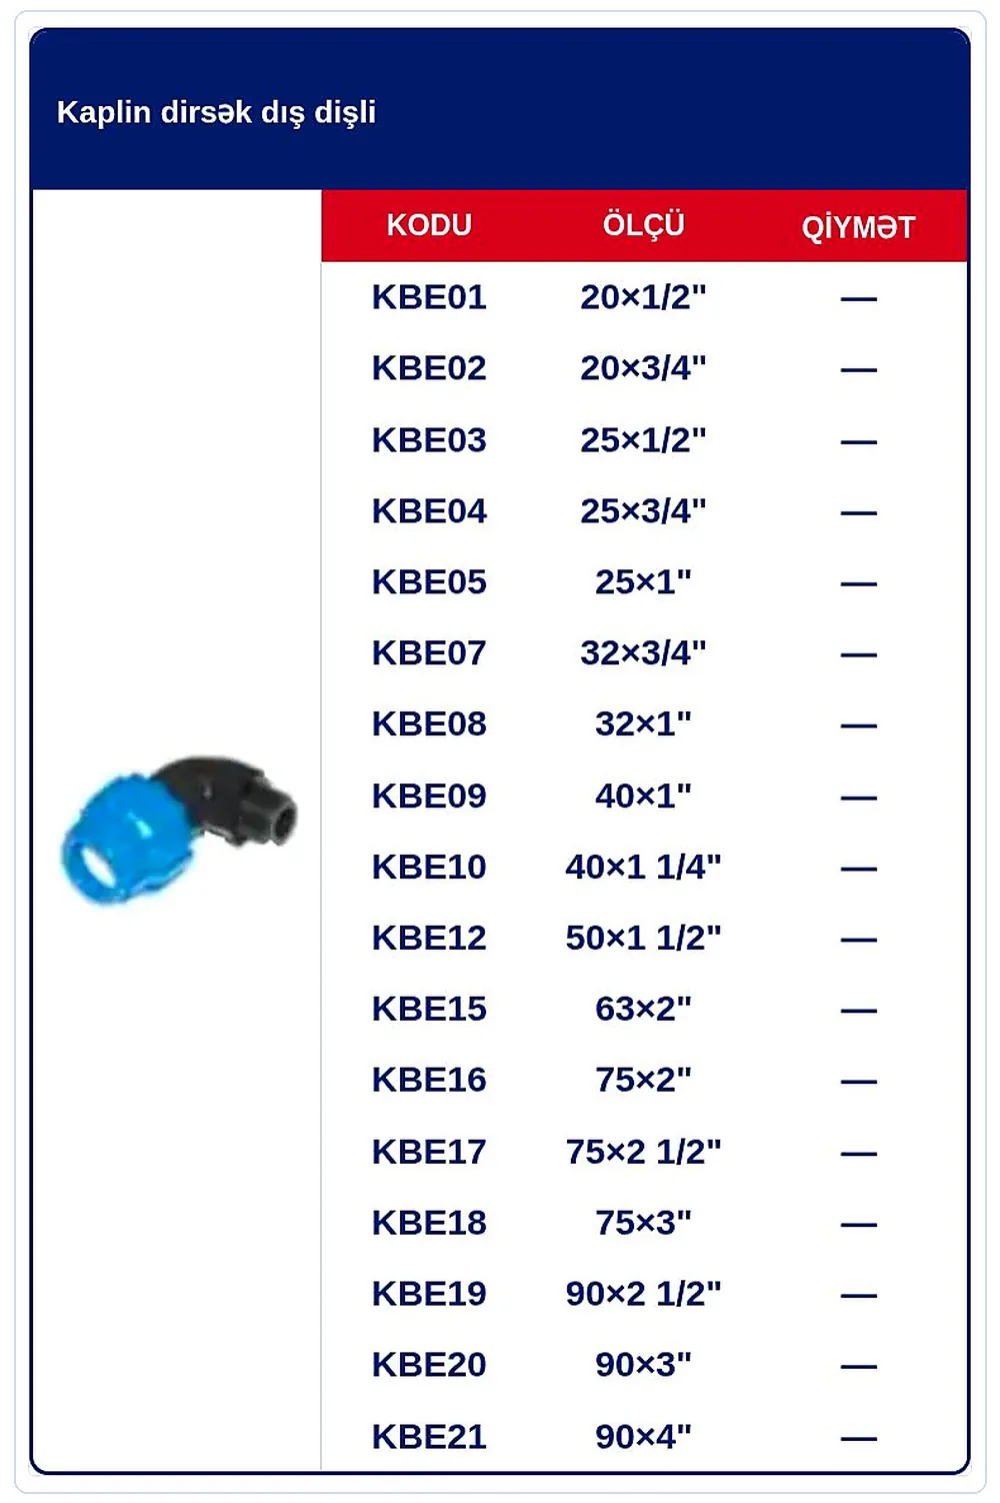 Kaplin dirsək dış dişli
KODU ÖLÇÜ QİYMƏT
KBE01 20×1/2" —
KBE02 20×3/4" —
KBE03 25×1/2" —
KBE04 25×3/4" —
KBE05 25×1" —
KBE07 32×3/4" —
KBE08 32×1" —
KBE09 40×1" —
KBE10 40×1 1/4" —
KBE12 50×1 1/2" —
KBE15 63×2" —
KBE16 75×2" —
KBE17 75×2 1/2" —
KBE18 75×3" —
KBE19 90×2 1/2" —
KBE20 90×3" —
KBE21 90×4" —